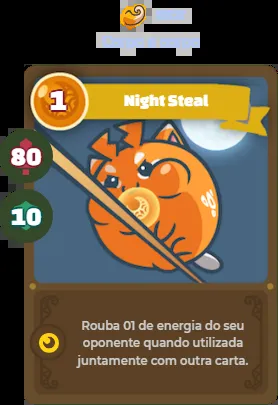 1
Night Steal
80
10
Rouba 01 de energia do seu
oponente quando utilizada
juntamente com outra carta.